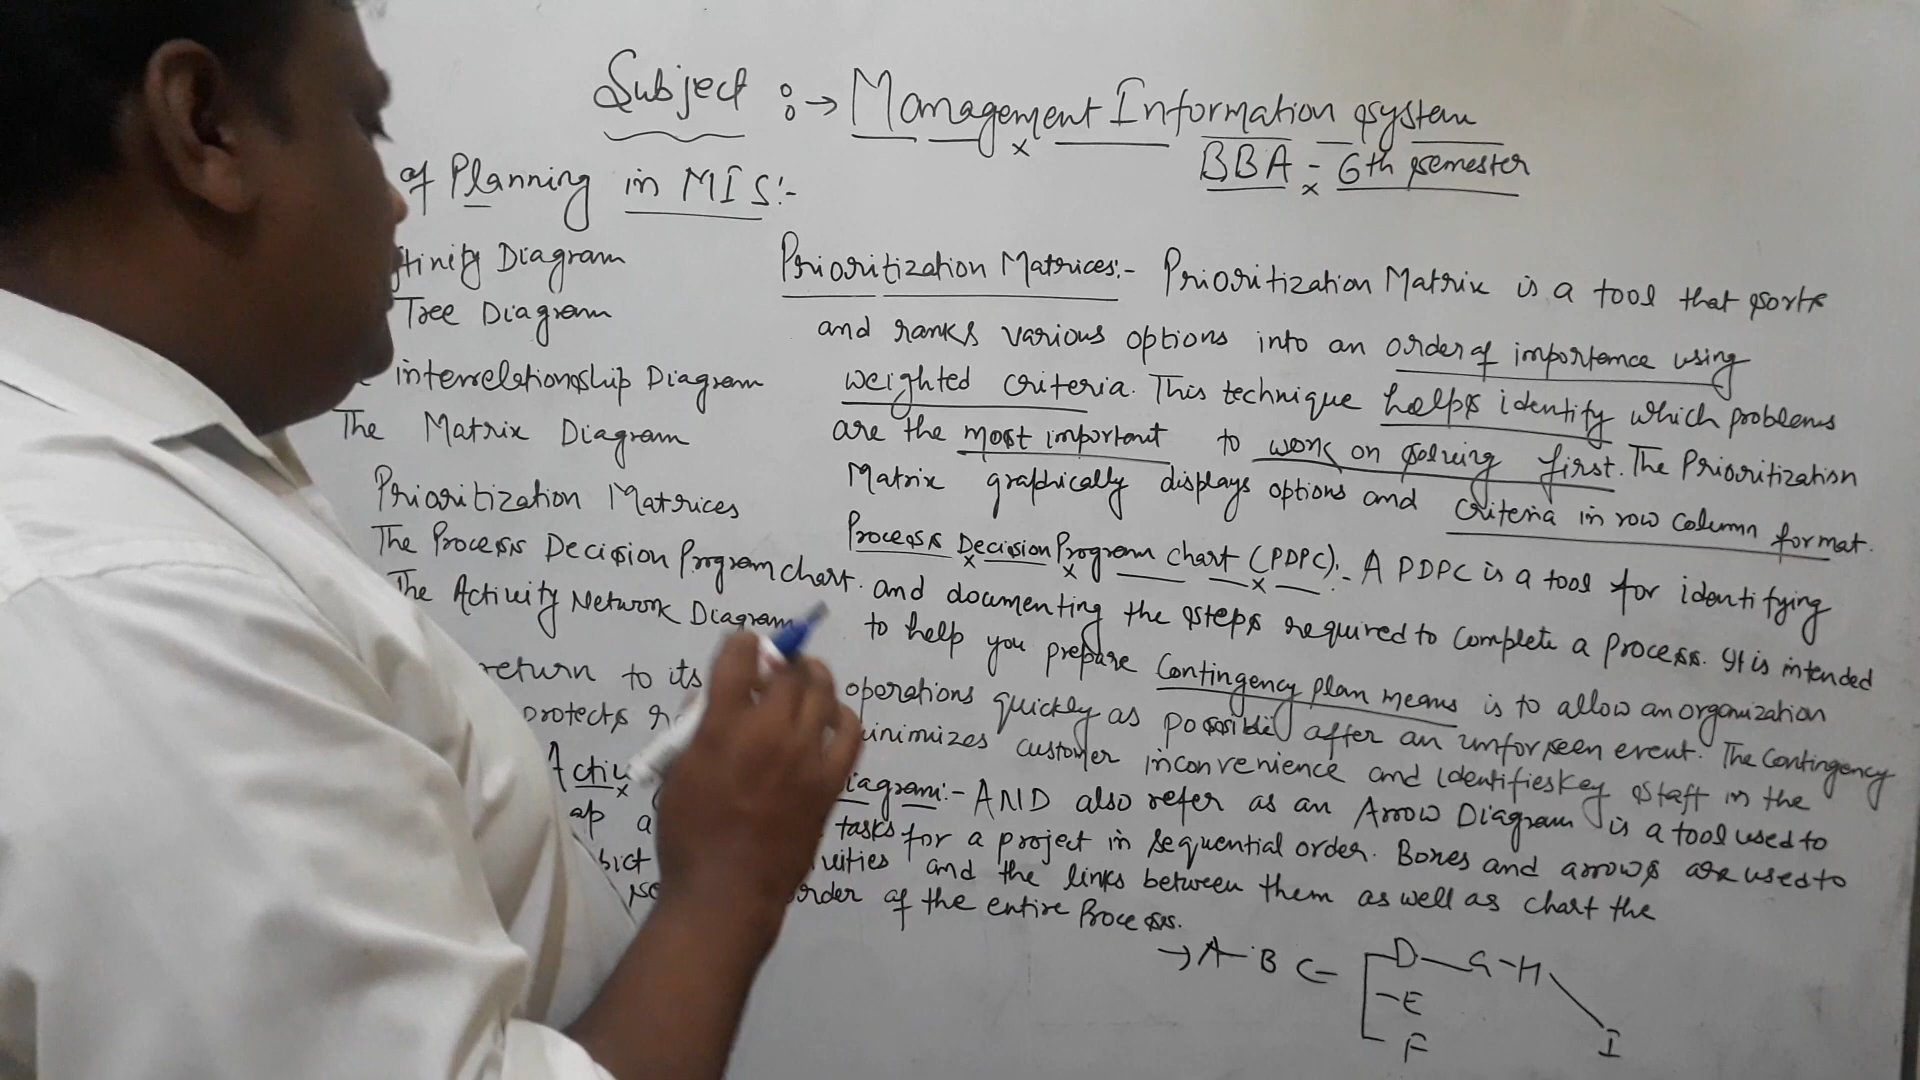 Subject :→ Management Information System
BBA - 6th semester
of Planning in MIS:-
Diagram
Tree Diagram
interrelationship Diagram
The Matrix Diagram
Prioritization Matrices
The Process Decision Program chart.
The Activity Network Diagram
Prioritization Matrices:- Prioritization Matrix is a tool that sorts
and ranks various options into an order of importance using
weighted criteria. This technique helps identify which problems
are the most important to work on solving first. The Prioritization
Matrix graphically displays options and criteria in row column format.
Process Decision Program chart (PDPC):- A PDPC is a tool for identifying
and documenting the steps required to complete a process. It is intended
to help you prepare Contingency plan means is to allow an organization
return to its operations quickly as possible after an unforseen event. The Contingency
protects customer inconvenience and identifies key staff in the
Diagram:- AND also refer as an Arrow Diagram is a tool used to
tasks for a project in sequential order. Boxes and arrows are used to
and the links between them as well as chart the
order of the entire Process.
→ A - B C - D - G - H
- E
F
I